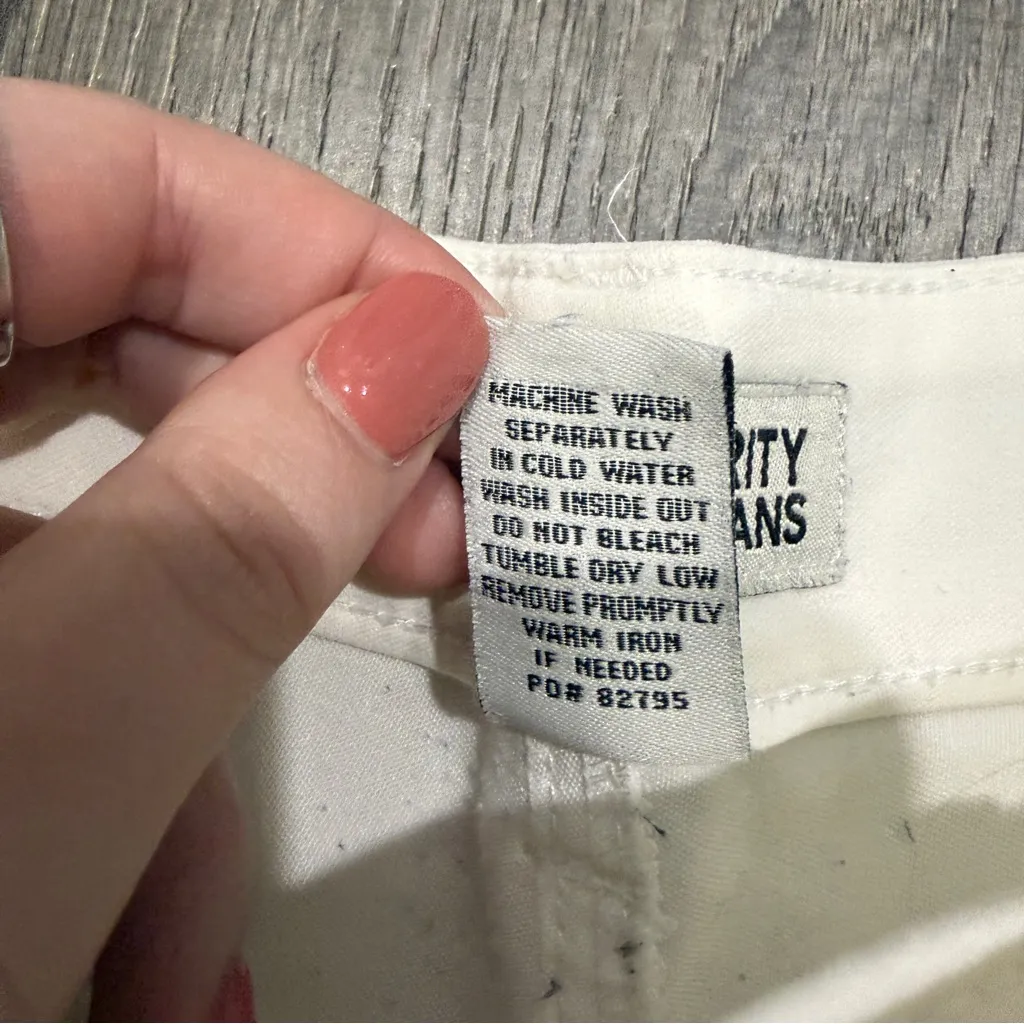 MACHINE WASH
SEPARATELY
IN COLD WATER
WASH INSIDE OUT
DO NOT BLEACH
TUMBLE DRY LOW
REMOVE PROMPTLY
WARM IRON
IF NEEDED
PO# 82795
RITY
ANS